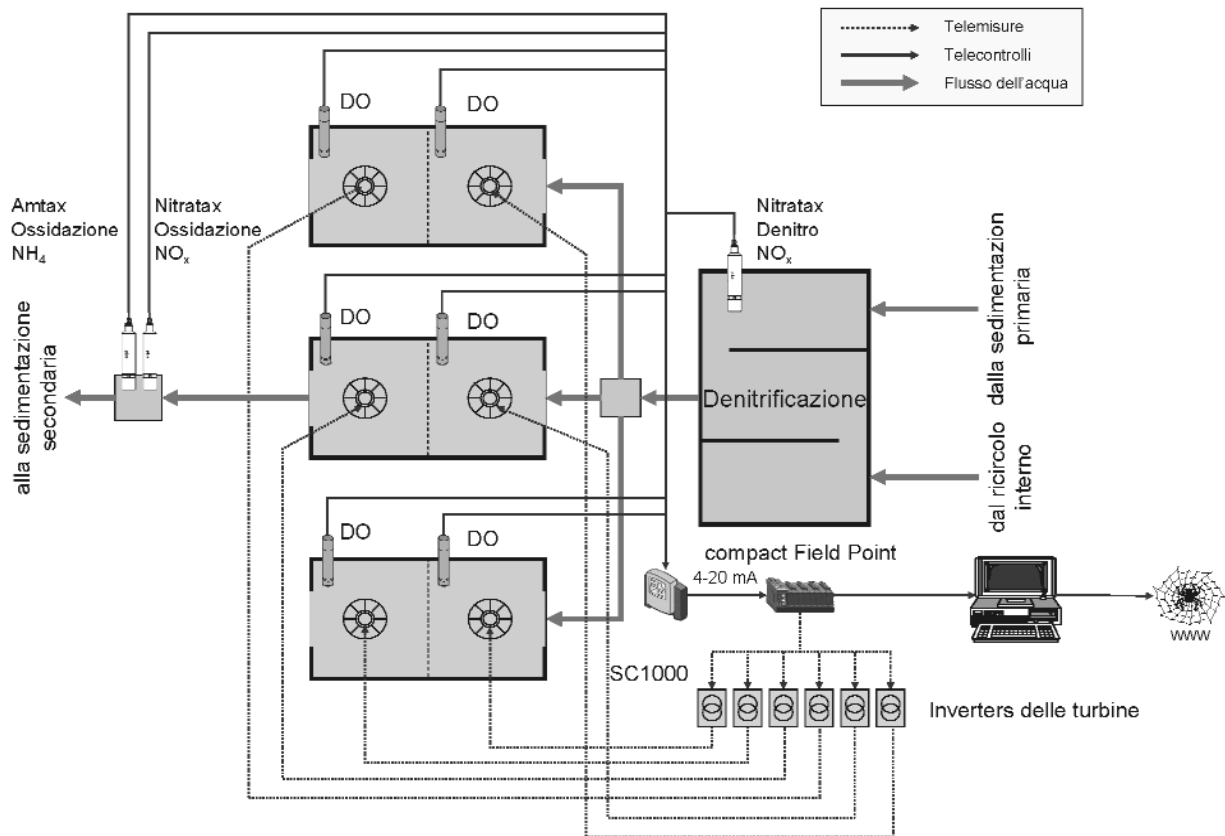 Telemisure
Telecontrolli
Flusso dell'acqua
DO
DO
Amtax
Ossidazione
NH4
Nitratax
Ossidazione
NOx
Nitratax
Denitro
NOx
DO
DO
alla sedimentazione
secondaria
Denitrificazione
dalla sedimentazion
primaria
dal ricircolo
interno
DO
DO
compact Field Point
4-20 mA
WWW
SC1000
Inverters delle turbine